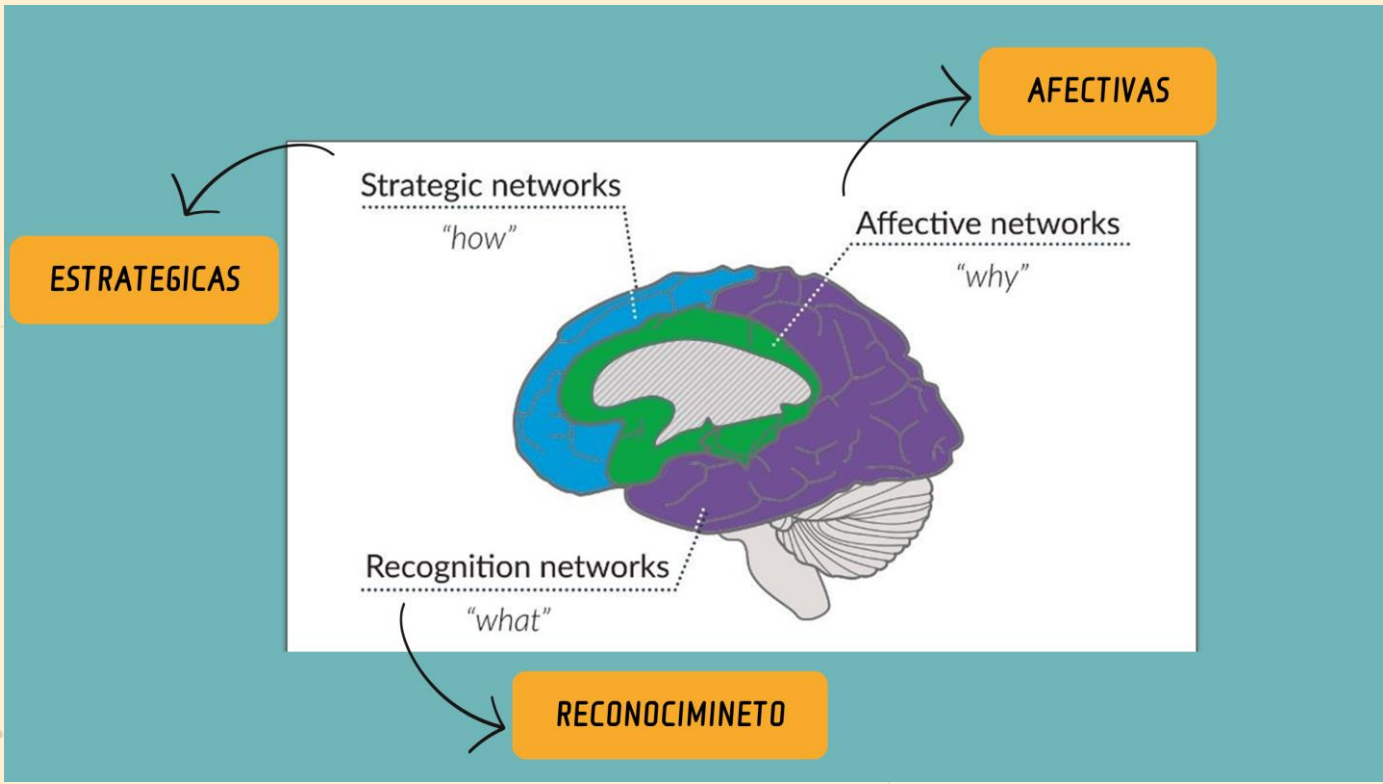 AFECTIVAS
Strategic networks
“how”
Affective networks
“why”
ESTRATEGICAS
Recognition networks
“what”
RECONOCIMINETO